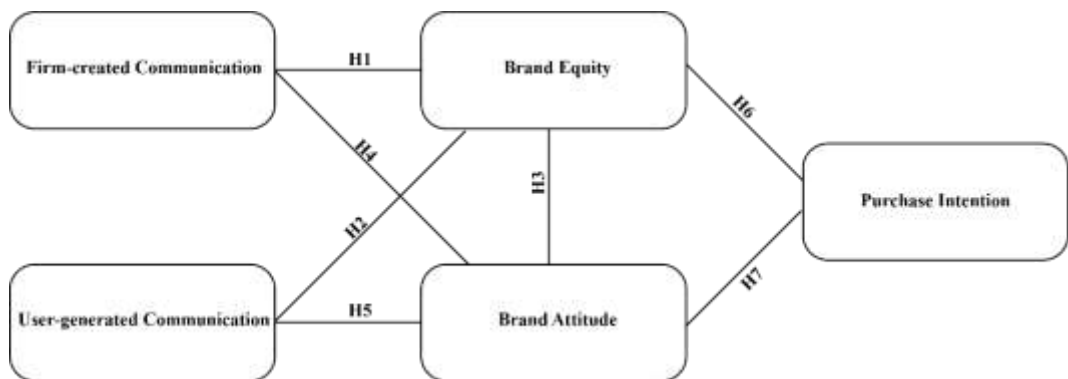 Firm-created Communication
H1
Brand Equity
H4
H6
H3
Purchase Intention
H2
H7
User-generated Communication
H5
Brand Attitude